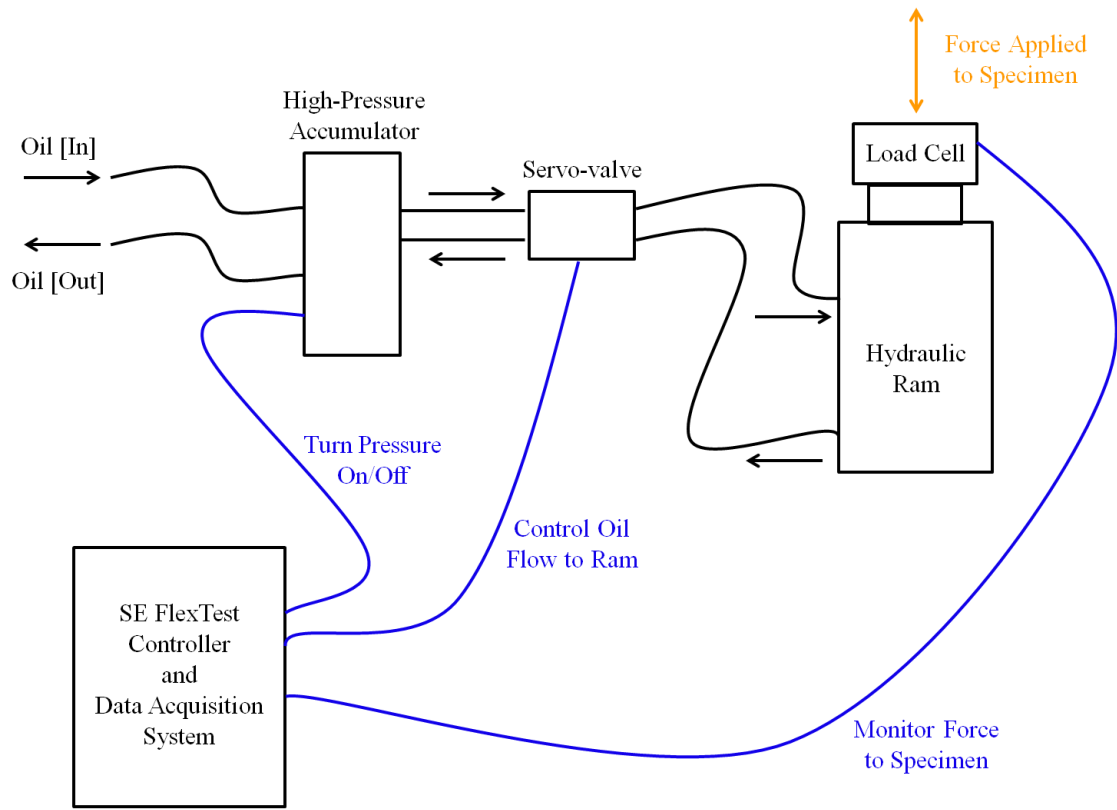 Force Applied
to Specimen
High-Pressure
Accumulator
Oil [In]
Load Cell
Servo-valve
Oil [Out]
Hydraulic
Ram
Turn Pressure
On/Off
Control Oil
Flow to Ram
SE FlexTest
Controller
and
Data Acquisition
System
Monitor Force
to Specimen